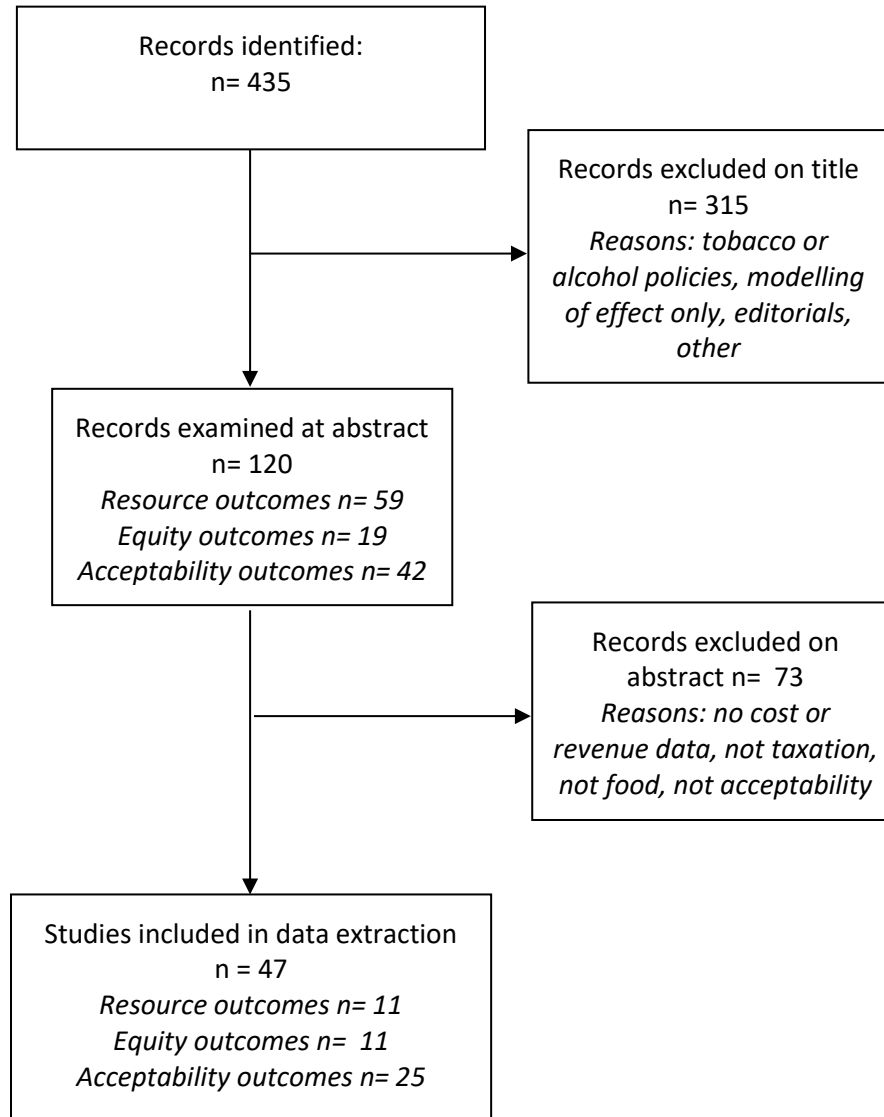 Records identified:
n= 435
Records excluded on title
n= 315
Reasons: tobacco or
alcohol policies, modelling
of effect only, editorials,
other
Records examined at abstract
n= 120
Resource outcomes n= 59
Equity outcomes n= 19
Acceptability outcomes n= 42
Records excluded on
abstract n=  73
Reasons: no cost or
revenue data, not taxation,
not food, not acceptability
Studies included in data extraction
n = 47
Resource outcomes n= 11
Equity outcomes n=  11
Acceptability outcomes n= 25